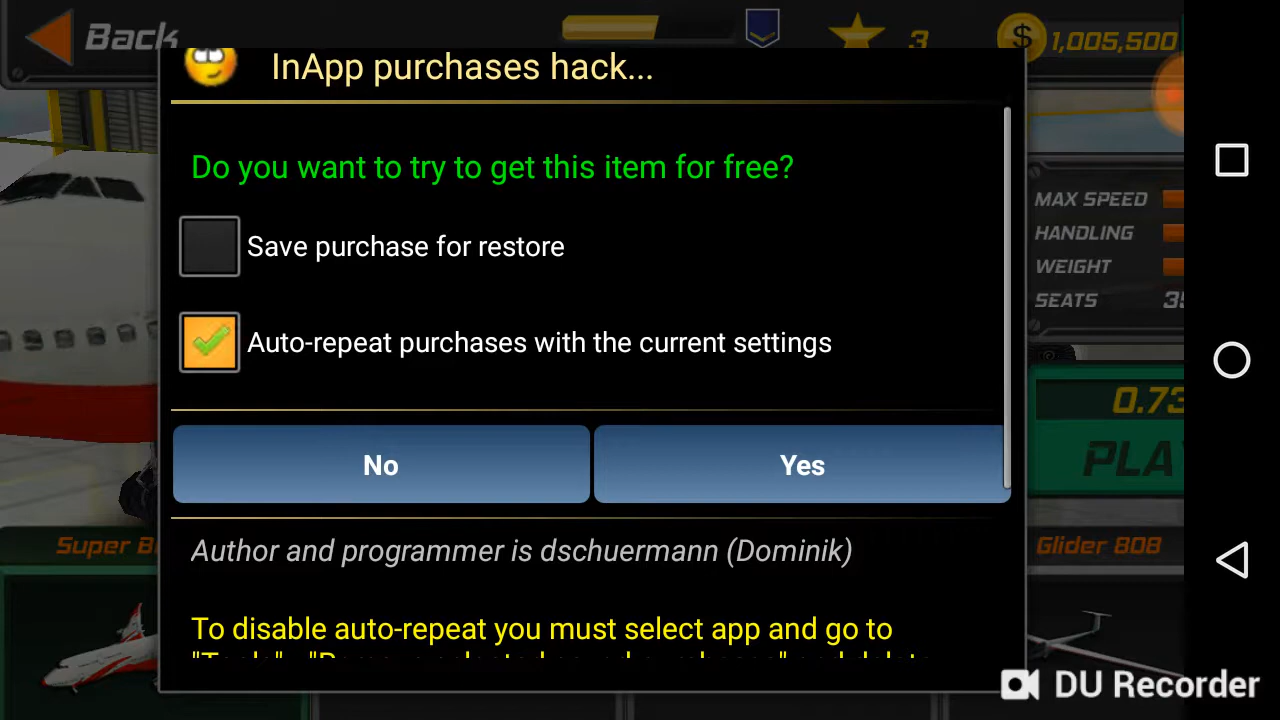 Back
3
1,005,500
InApp purchases hack...
Do you want to try to get this item for free?
Save purchase for restore
Auto-repeat purchases with the current settings
No
Yes
Author and programmer is dschuermann (Dominik)
To disable auto-repeat you must select app and go to
MAX SPEED
HANDLING
WEIGHT
SEATS
0.73
PLA
Super B
Glider 808
DU Recorder